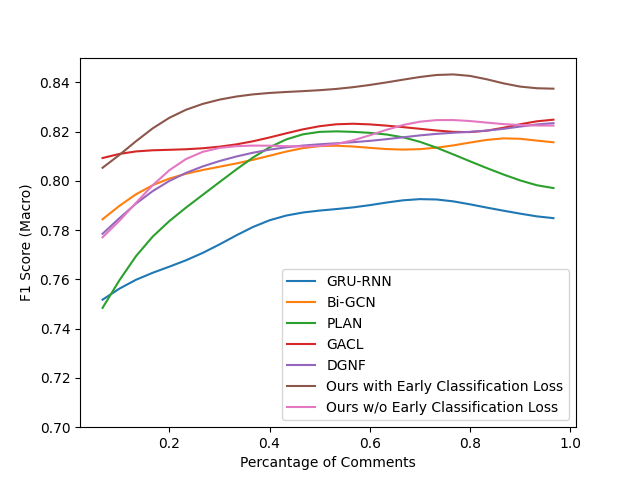 0.84
0.82
0.80
0.78
0.76
0.74
0.72
0.70
F1 Score (Macro)
GRU-RNN
Bi-GCN
PLAN
GACL
DGNF
Ours with Early Classification Loss
Ours w/o Early Classification Loss
0.2 0.4 0.6 0.8 1.0
Percantage of Comments